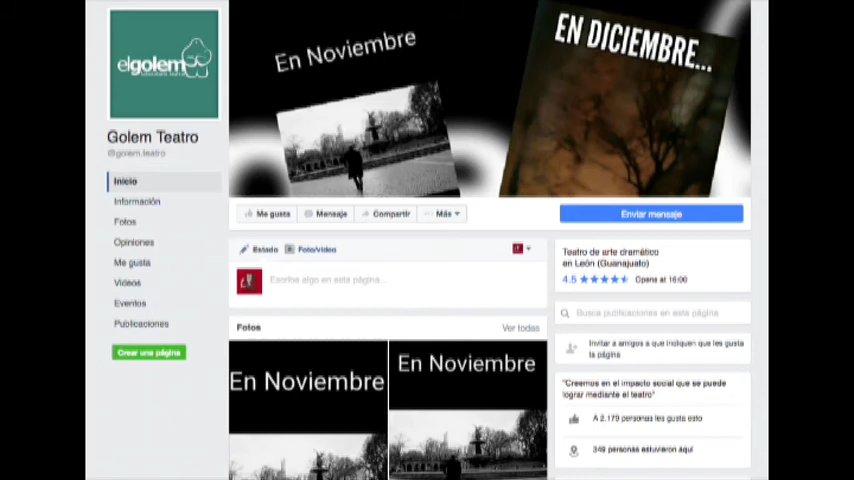 elgolem
Golem Teatro
@golem.teatro
Inicio
Información
Fotos
Opiniones
Me gusta
Videos
Eventos
Publicaciones
Crear una página
En Noviembre
EN DICIEMBRE...
Me gusta
Mensaje
Compartir
Más
Enviar mensaje
Estado
Foto/video
Escribe algo en esta página...
Fotos
Ver todas
En Noviembre
En Noviembre
Teatro de arte dramático
en León (Guanajuato)
4.5
Opens at 16:00
Busca publicaciones en esta página
Invitar a amigos a que indiquen que les gusta
la página
"Creemos en el impacto social que se puede
lograr mediante el teatro"
A 2.179 personas les gusta esto
349 personas estuvieron aquí